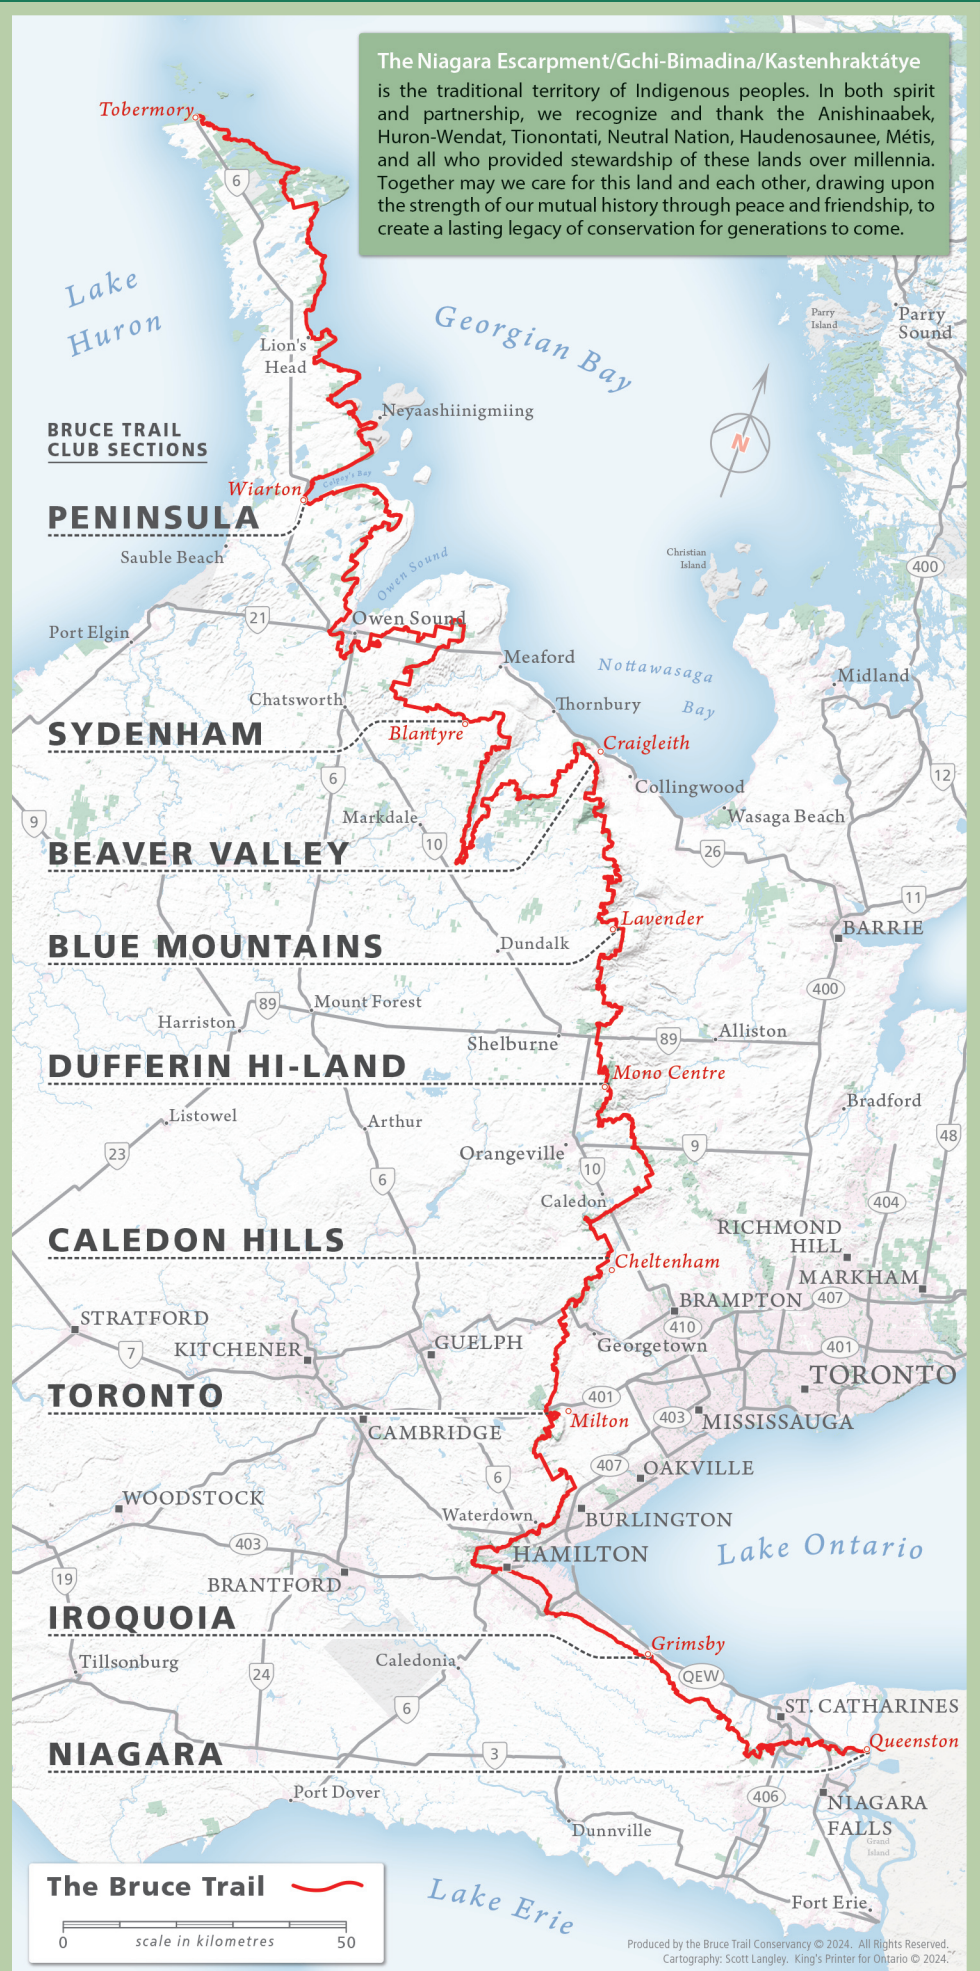 The Niagara Escarpment/Gchi-Bimadina/Kastenhraktátye
is the traditional territory of Indigenous peoples. In both spirit
and partnership, we recognize and thank the Anishinaabek,
Huron-Wendat, Tionontati, Neutral Nation, Haudenosaunee, Métis,
and all who provided stewardship of these lands over millennia.
Together may we care for this land and each other, drawing upon
the strength of our mutual history through peace and friendship, to
create a lasting legacy of conservation for generations to come.
Tobermory
6
Lake
Huron
Georgian Bay
Parry
Island
Parry
Sound
Lion's
Head
Neyaashiinigmiing
N
BRUCE TRAIL
CLUB SECTIONS
Colpoy's Bay
Wiarton
PENINSULA
Sauble Beach
Owen Sound
Christian
Island
400
21
Owen Sound
Port Elgin
Meaford
Nottawasaga
Bay
Midland
Chatsworth
Thornbury
SYDENHAM
Blantyre
Craigleith
6
12
Collingwood
9
Markdale
Wasaga Beach
10
26
BEAVER VALLEY
11
Lavender
BARRIE
BLUE MOUNTAINS
Dundalk
400
89
Mount Forest
Harriston
Shelburne
89
Alliston
DUFFERIN HI-LAND
Mono Centre
Bradford
Listowel
Arthur
48
23
Orangeville
9
10
6
Caledon
404
CALEDON HILLS
RICHMOND
HILL
Cheltenham
MARKHAM
BRAMPTON
407
STRATFORD
410
7
KITCHENER
GUELPH
Georgetown
401
TORONTO
TORONTO
401
Milton
403
MISSISSAUGA
CAMBRIDGE
407
OAKVILLE
6
WOODSTOCK
Waterdown
BURLINGTON
403
HAMILTON
Lake Ontario
19
BRANTFORD
IROQUOIA
Grimsby
Tillsonburg
Caledonia
24
QEW
6
ST. CATHARINES
Queenston
NIAGARA
3
406
Port Dover
NIAGARA
FALLS
Dunnville
Grand
Island
The Bruce Trail
Lake Erie
Fort Erie
0
scale in kilometres
50
Produced by the Bruce Trail Conservancy © 2024. All Rights Reserved.
Cartography: Scott Langley. King's Printer for Ontario © 2024.